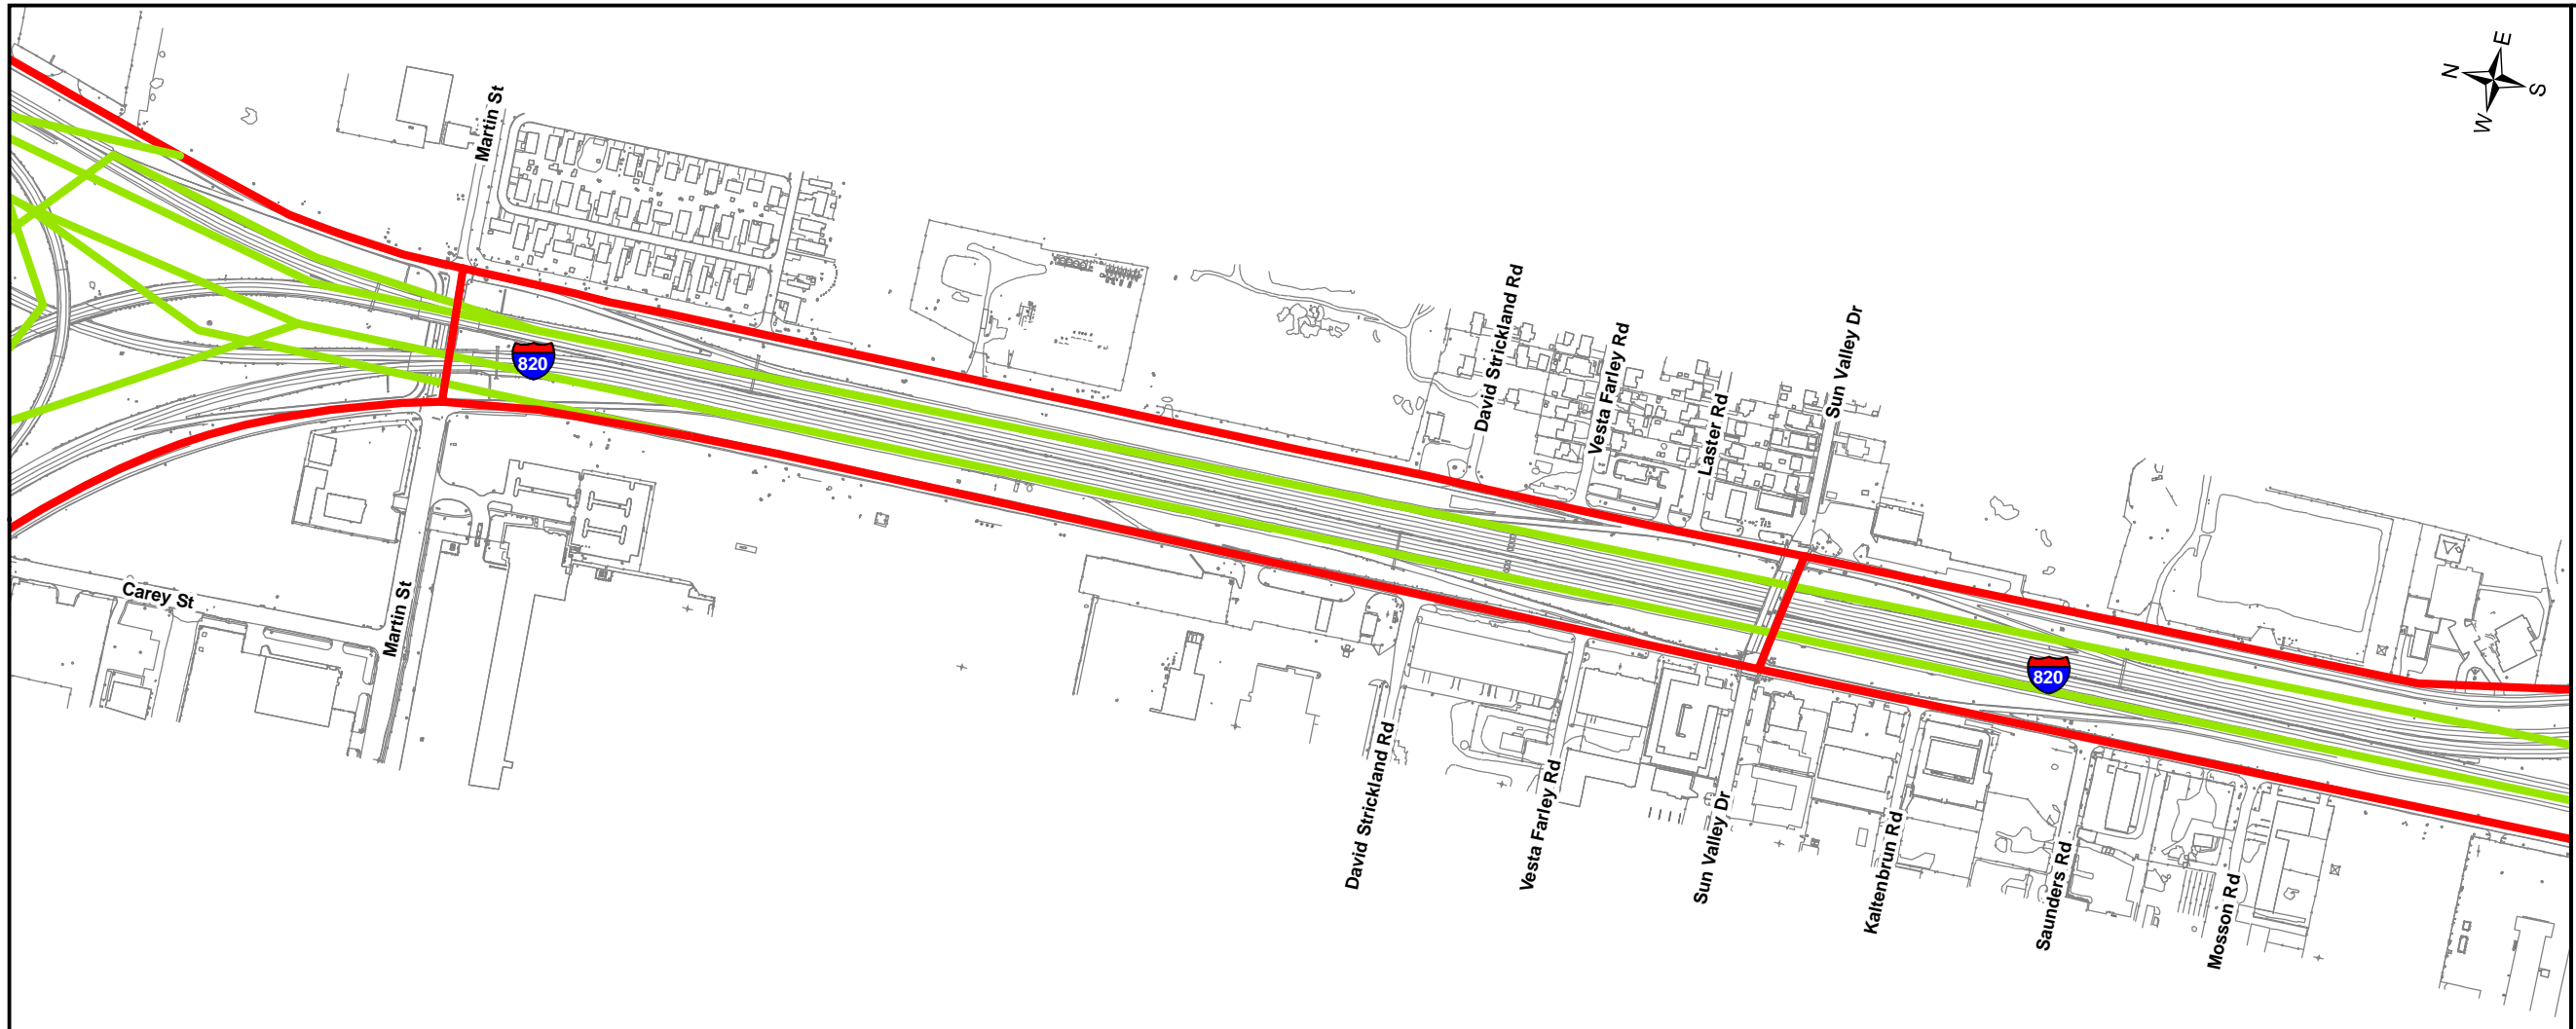 E
N
S
W
Martin St
David Strickland Rd
Vesta Farley Rd
Sun Valley Dr
Laster Rd
820
Carey St
Martin St
820
David Strickland Rd
Vesta Farley Rd
Sun Valley Dr
Kaltenbrun Rd
Saunders Rd
Mosson Rd